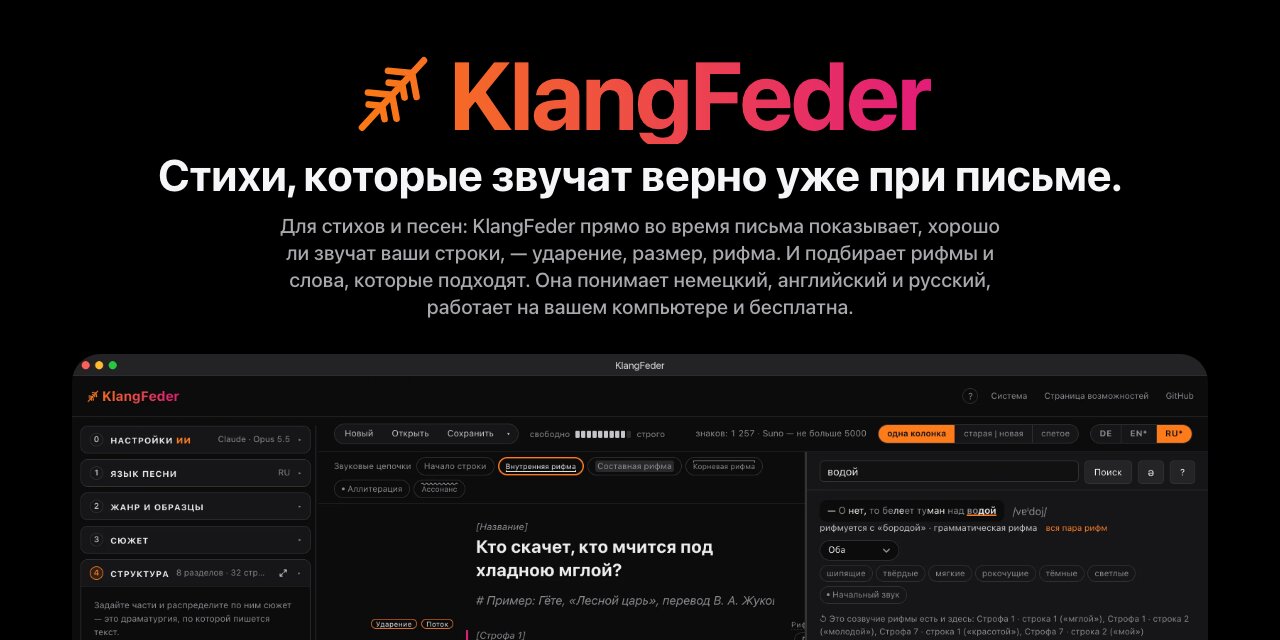 KlangFeder
Стихи, которые звучат верно уже при письме.
Для стихов и песен: KlangFeder прямо во время письма показывает, хорошо
ли звучат ваши строки, — ударение, размер, рифма. И подбирает рифмы и
слова, которые подходят. Она понимает немецкий, английский и русский,
работает на вашем компьютере и бесплатна.
KlangFeder
KlangFeder
? Система Страница возможностей GitHub
0 НАСТРОЙКИ ИИ Claude · Opus 5.5
Новый Открыть Сохранить
свободно строго
знаков: 1 257 · Suno — не больше 5000
одна колонка старая | новая спетое
DE EN* RU*
1 ЯЗЫК ПЕСНИ RU
2 ЖАНР И ОБРАЗЦЫ
3 СЮЖЕТ
4 СТРУКТУРА 8 разделов · 32 стр...
Задайте части и распределите по ним сюжет
— это драматургия, по которой пишется
текст.
Звуковые цепочки Начало строки Внутренняя рифма Составная рифма Корневая рифма
• Аллитерация Ассонанс
[Название]
Кто скачет, кто мчится под
хладною мглой?
# Пример: Гёте, «Лесной царь», перевод В. А. Жуко
Ударение Поток
Риф
[Строфа 1]
водой Поиск ə ?
— О нет, то белеет туман над водой /vɐˈdoj/
рифмуется с «бородой» · грамматическая рифма вся пара рифм
Оба
шипящие твёрдые мягкие рокочущие тёмные светлые
• Начальный звук
↻ Это созвучие рифмы есть и здесь: Строфа 1 · строка 1 («мглой»), Строфа 1 · строка 2
(«молодой»), Строфа 7 · строка 1 («красотой»), Строфа 7 · строка 2 («мой»)